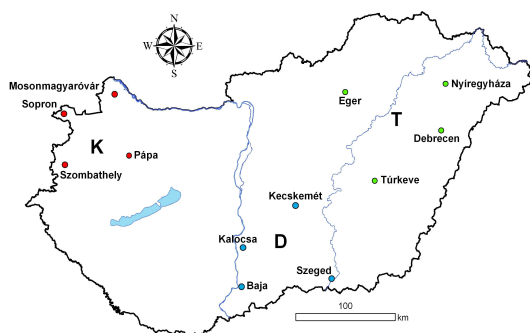 N
W E
S
Mosonmagyaróvár
Sopron
Nyíregyháza
Eger
T
Debrecen
K
Pápa
Szombathely
Túrkeve
Kecskemét
Kalocsa
D
Szeged
Baja
100
km